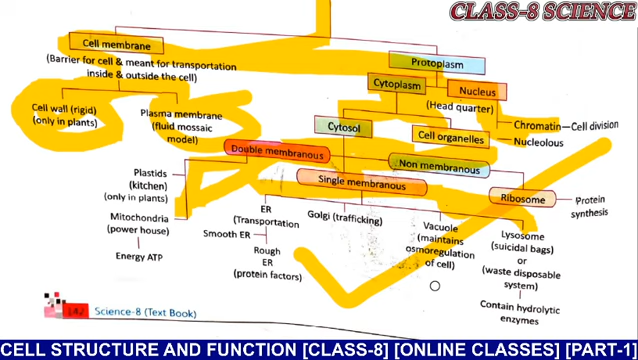 CLASS-8 SCIENCE
Cell membrane
(Barrier for cell & meant for transportation
inside & outside the cell)
Cell wall (rigid)
(only in plants)
Plasma membrane
(fluid mossaic
model)
Protoplasm
Cytoplasm
Nucleus
(Head quarter)
Chromatin—Cell division
Nucleolous
Cytosol
Cell organelles
Double membranous
Non membranous
Single membranous
Ribosome
Protein
synthesis
Plastids
(kitchen)
(only in plants)
Mitochondria
(power house)
Energy ATP
ER
(Transportation
Smooth ER
Rough
ER
(protein factors)
Golgi (trafficking)
Vacuole
(maintains
osmoregulation
of cell)
Lysosome
(suicidal bags)
or
(waste disposable
system)
Contain hydrolytic
enzymes
142 Science-8 (Text Book)
CELL STRUCTURE AND FUNCTION [CLASS-8] [ONLINE CLASSES] [PART-1]